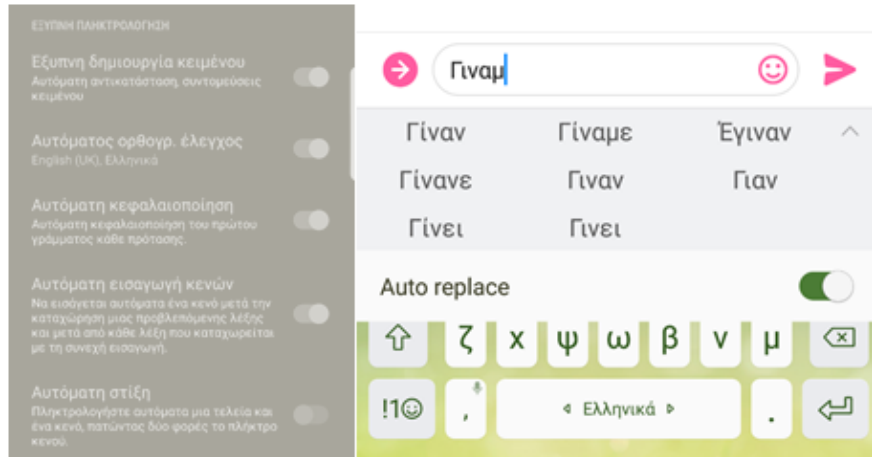 ΕΞΥΠΝΗ ΠΛΗΚΤΡΟΛΟΓΗΣΗ
Έξυπνη δημιουργία κειμένου
Αυτόματη αντικατάσταση, συντομεύσεις
κειμένου
Αυτόματος ορθογρ. έλεγχος
English (UK), Ελληνικά
Αυτόματη κεφαλαιοποίηση
Αυτόματη κεφαλαιοποίηση του πρώτου
γράμματος κάθε πρότασης.
Αυτόματη εισαγωγή κενών
Να εισάγεται αυτόματα ένα κενό μετά την
καταχώρηση μιας προβλεπόμενης λέξης
και μετά από κάθε λέξη που καταχωρείται
με τη συνεχή εισαγωγή.
Αυτόματη στίξη
Πληκτρολογήστε αυτόματα μια τελεία και
ένα κενό, πατώντας δύο φορές το πλήκτρο
κενού.
Γιναμ
Γίναν Γίναμε Έγιναν
Γίνανε Γιναν Γιαν
Γίνει Γινει
Auto replace
ζ χ ψ ω β ν μ
!1☺ , Ελληνικά .